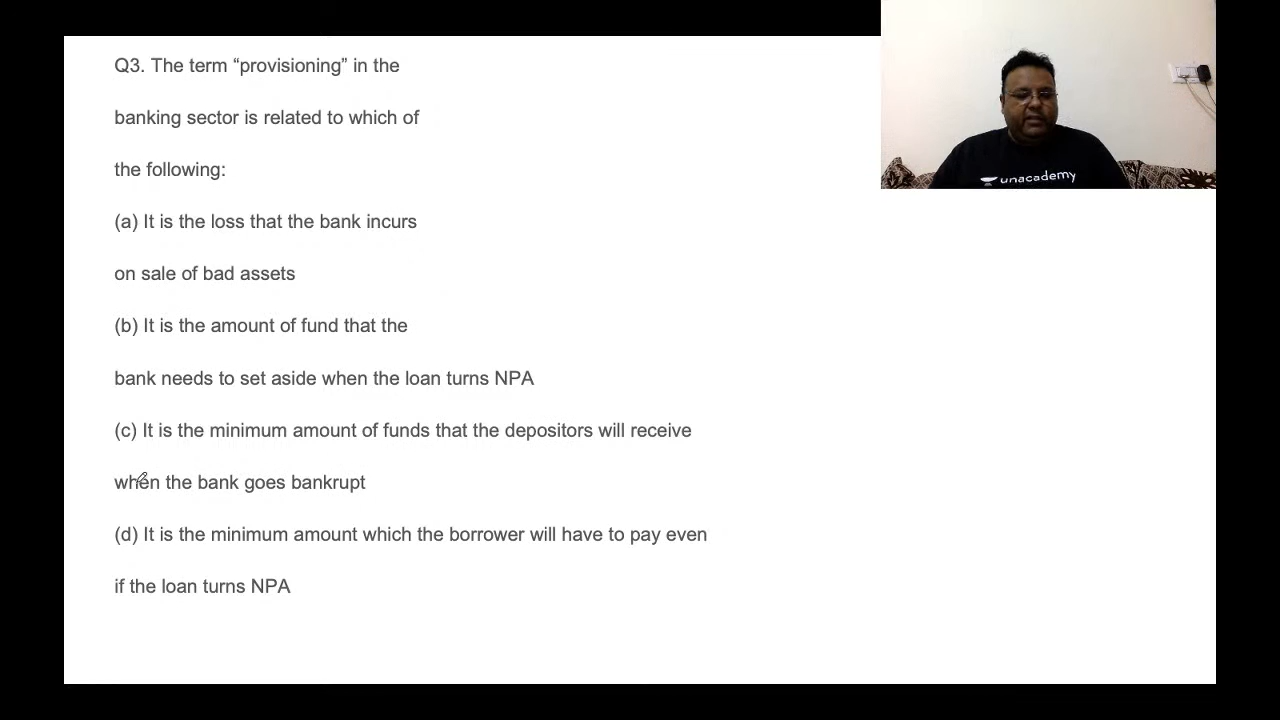 Q3. The term “provisioning” in the
banking sector is related to which of
the following:
(a) It is the loss that the bank incurs
on sale of bad assets
(b) It is the amount of fund that the
bank needs to set aside when the loan turns NPA
(c) It is the minimum amount of funds that the depositors will receive
when the bank goes bankrupt
(d) It is the minimum amount which the borrower will have to pay even
if the loan turns NPA
unacademy